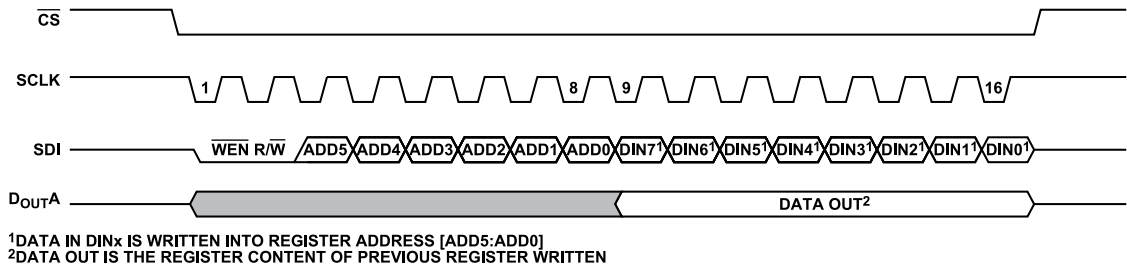 CS
SCLK 1 8 9 16
SDI WEN R/W ADD5 ADD4 ADD3 ADD2 ADD1 ADD0 DIN7¹ DIN6¹ DIN5¹ DIN4¹ DIN3¹ DIN2¹ DIN1¹ DIN0¹
DOUTA DATA OUT²
¹DATA IN DINx IS WRITTEN INTO REGISTER ADDRESS [ADD5:ADD0]
²DATA OUT IS THE REGISTER CONTENT OF PREVIOUS REGISTER WRITTEN